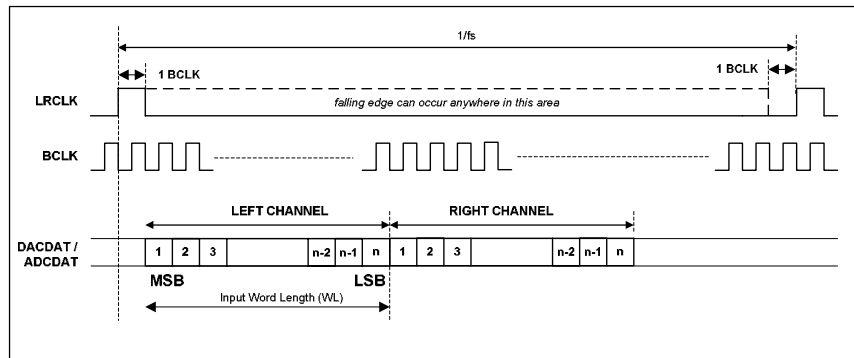 1/fs
1 BCLK
1 BCLK
LRCLK
falling edge can occur anywhere in this area
BCLK
LEFT CHANNEL
RIGHT CHANNEL
DACDAT /
ADCDAT
1 2 3 n-2 n-1 n 1 2 3 n-2 n-1 n
MSB LSB
Input Word Length (WL)